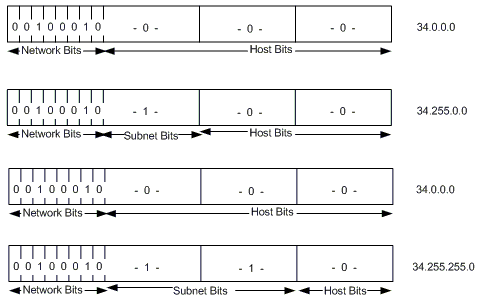 0 0 1 0 0 0 1 0 - 0 - - 0 - - 0 - 34.0.0.0
Network Bits Host Bits
0 0 1 0 0 0 1 0 - 1 - - 0 - - 0 - 34.255.0.0
Network Bits Subnet Bits Host Bits
0 0 1 0 0 0 1 0 - 0 - - 0 - - 0 - 34.0.0.0
Network Bits Host Bits
0 0 1 0 0 0 1 0 - 1 - - 1 - - 0 - 34.255.255.0
Network Bits Subnet Bits Host Bits